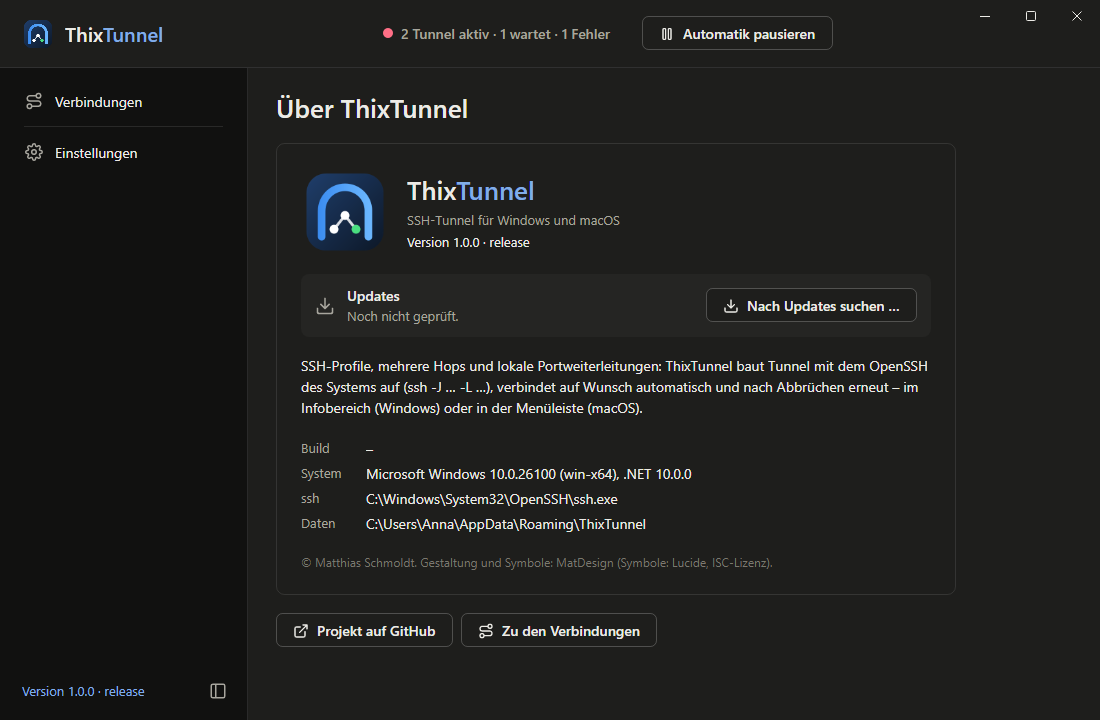 ThixTunnel
2 Tunnel aktiv · 1 wartet · 1 Fehler
Automatik pausieren
Verbindungen
Einstellungen
Über ThixTunnel
ThixTunnel
SSH-Tunnel für Windows und macOS
Version 1.0.0 · release
Updates
Noch nicht geprüft.
Nach Updates suchen ...
SSH-Profile, mehrere Hops und lokale Portweiterleitungen: ThixTunnel baut Tunnel mit dem OpenSSH
des Systems auf (ssh -J ... -L ...), verbindet auf Wunsch automatisch und nach Abbrüchen erneut – im
Infobereich (Windows) oder in der Menüleiste (macOS).
Build –
System Microsoft Windows 10.0.26100 (win-x64), .NET 10.0.0
ssh C:\Windows\System32\OpenSSH\ssh.exe
Daten C:\Users\Anna\AppData\Roaming\ThixTunnel
© Matthias Schmoldt. Gestaltung und Symbole: MatDesign (Symbole: Lucide, ISC-Lizenz).
Projekt auf GitHub
Zu den Verbindungen
Version 1.0.0 · release